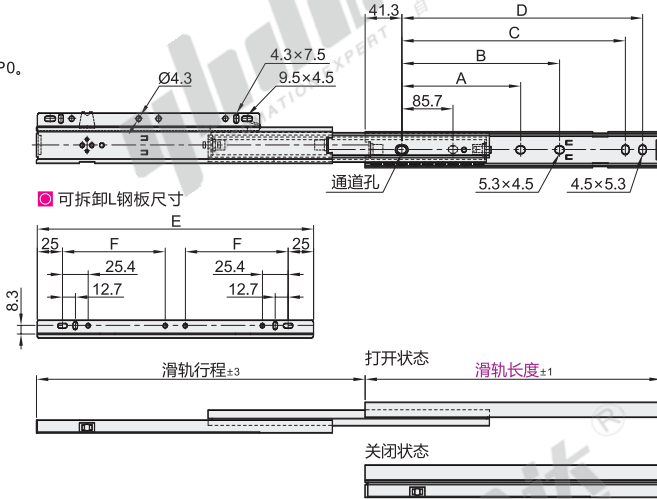 P0。
41.3
D
C
B
A
85.7
Ø4.3
4.3×7.5
9.5×4.5
通道孔
5.3×4.5
4.5×5.3
可拆卸L钢板尺寸
E
25
F
F
25
25.4
25.4
12.7
12.7
8.3
滑轨行程±3
打开状态
滑轨长度±1
关闭状态